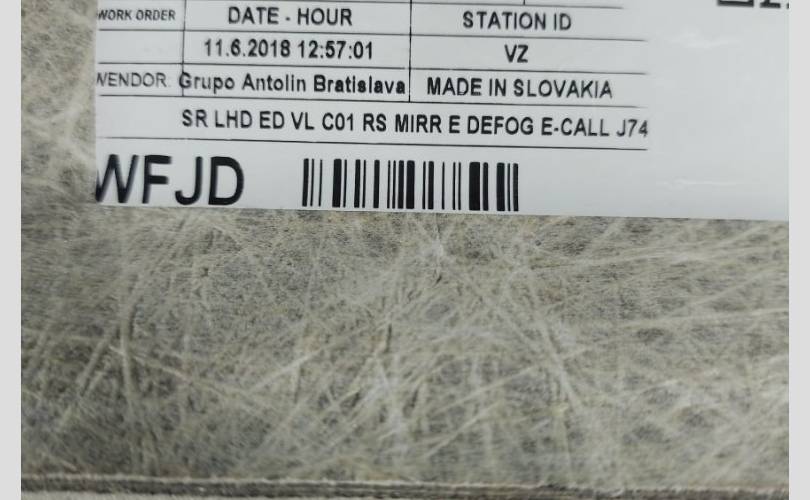 WORK ORDER DATE - HOUR STATION ID
11.6.2018 12:57:01 VZ
VENDOR: Grupo Antolin Bratislava MADE IN SLOVAKIA
SR LHD ED VL C01 RS MIRR E DEFOG E-CALL J74
WFJD